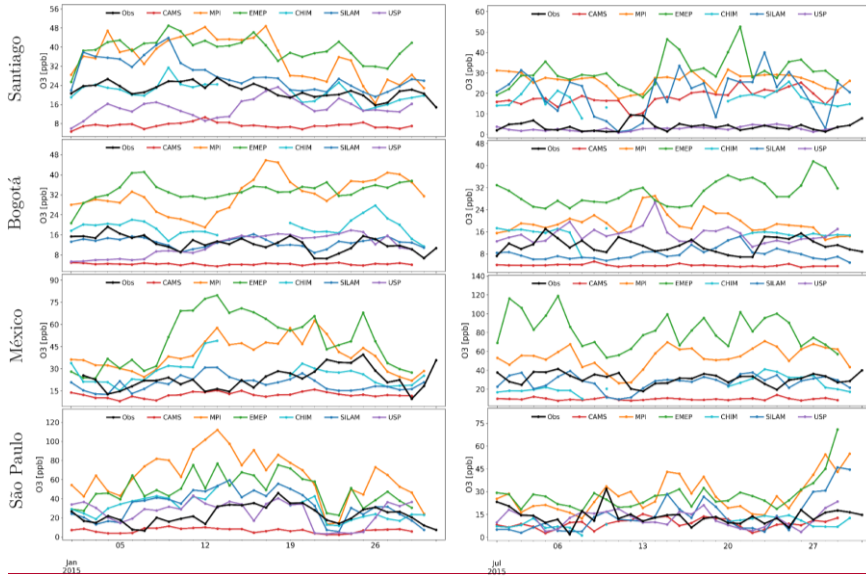 Santiago
O3 [ppb]
56
48
40
32
24
16
8
0
Obs CAMS MPI EMEP CHIM SILAM USP
O3 [ppb]
60
50
40
30
20
10
0
Obs CAMS MPI EMEP CHIM SILAM USP
Bogotá
O3 [ppb]
48
40
32
24
16
8
Obs CAMS MPI EMEP CHIM SILAM USP
O3 [ppb]
48
40
32
24
16
8
0
Obs CAMS MPI EMEP CHIM SILAM USP
México
O3 [ppb]
90
75
60
45
30
15
Obs CAMS MPI EMEP CHIM SILAM USP
O3 [ppb]
140
120
100
80
60
40
20
0
Obs CAMS MPI EMEP CHIM SILAM USP
São Paulo
O3 [ppb]
120
100
80
60
40
20
0
Obs CAMS MPI EMEP CHIM SILAM USP
05 12 19 26
Jan
2015
O3 [ppb]
75
60
45
30
15
0
Obs CAMS MPI EMEP CHIM SILAM USP
06 13 20 27
Jul
2015